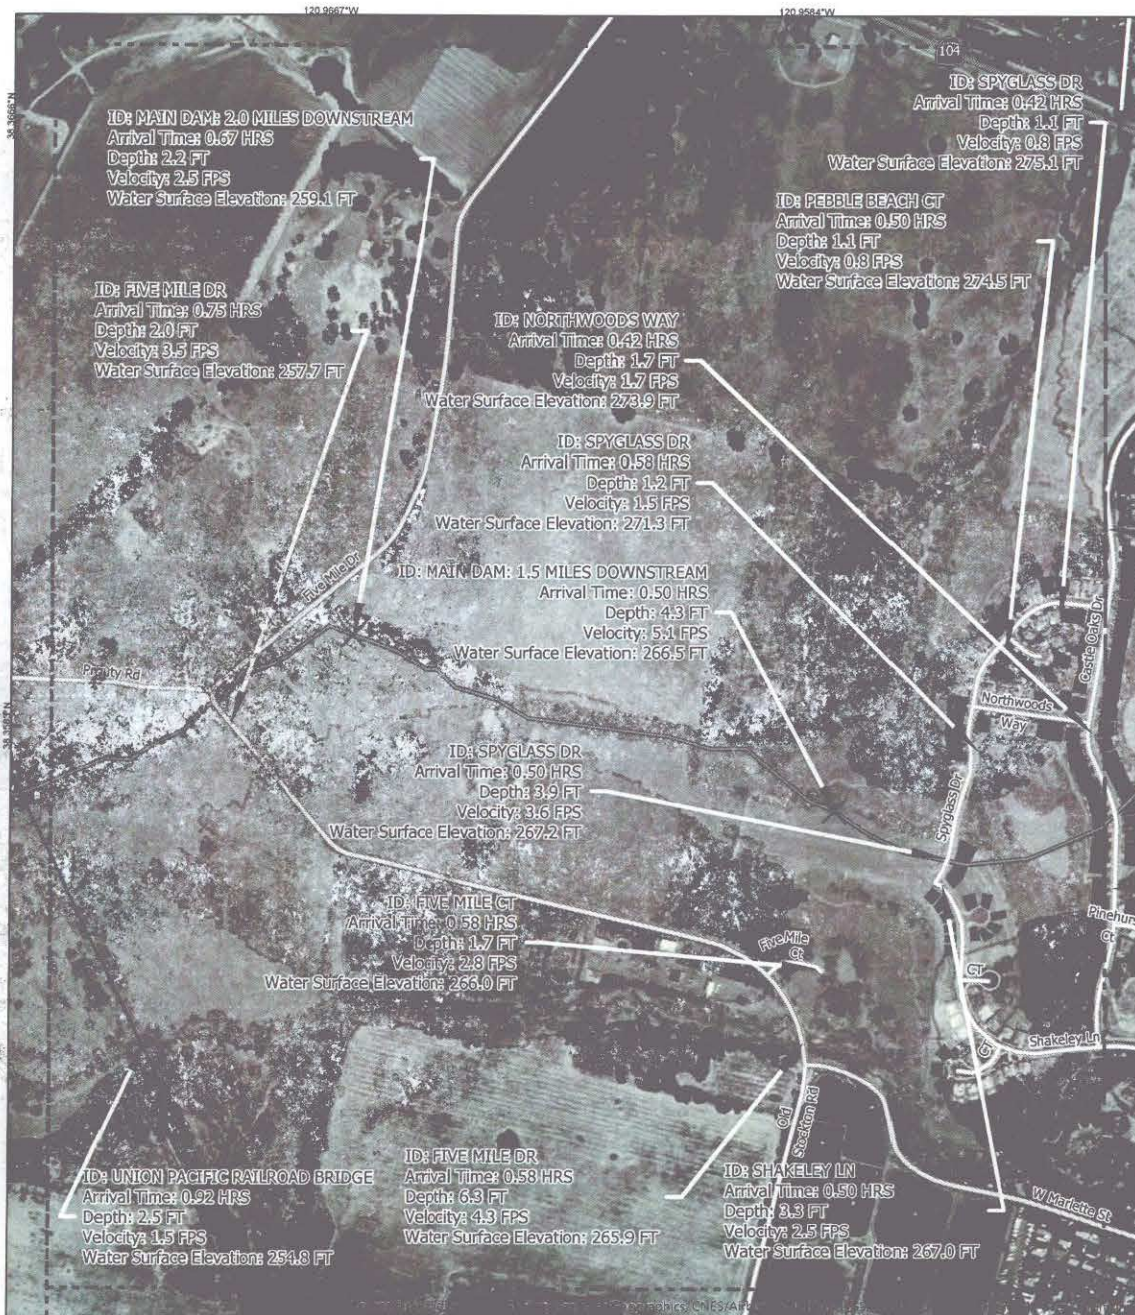 120.9667°W
120.9584°W
104
38.3666°N
ID: SPYGLASS DR
Arrival Time: 0.42 HRS
Depth: 1.1 FT
Velocity: 0.8 FPS
Water Surface Elevation: 275.1 FT
ID: MAIN DAM: 2.0 MILES DOWNSTREAM
Arrival Time: 0.67 HRS
Depth: 2.2 FT
Velocity: 2.5 FPS
Water Surface Elevation: 259.1 FT
ID: PEBBLE BEACH CT
Arrival Time: 0.50 HRS
Depth: 1.1 FT
Velocity: 0.8 FPS
Water Surface Elevation: 274.5 FT
ID: FIVE MILE DR
Arrival Time: 0.75 HRS
Depth: 2.0 FT
Velocity: 3.5 FPS
Water Surface Elevation: 257.7 FT
ID: NORTHWOODS WAY
Arrival Time: 0.42 HRS
Depth: 1.7 FT
Velocity: 1.7 FPS
Water Surface Elevation: 273.9 FT
ID: SPYGLASS DR
Arrival Time: 0.58 HRS
Depth: 1.2 FT
Velocity: 1.5 FPS
Water Surface Elevation: 271.3 FT
Five Mile Dr
ID: MAIN DAM: 1.5 MILES DOWNSTREAM
Arrival Time: 0.50 HRS
Depth: 4.3 FT
Velocity: 5.1 FPS
Water Surface Elevation: 266.5 FT
Castle Oaks Dr
Prouty Rd
Northwoods
Way
ID: SPYGLASS DR
Arrival Time: 0.50 HRS
Depth: 3.9 FT
Velocity: 3.6 FPS
Water Surface Elevation: 267.2 FT
Spyglass Dr
ID: FIVE MILE CT
Arrival Time: 0.58 HRS
Depth: 1.7 FT
Velocity: 2.8 FPS
Water Surface Elevation: 266.0 FT
Five Mile
Ct
Pinehur
Ct
CT
Ct
Shakeley Ln
Old
Stockton Rd
W Marlette St
ID: UNION PACIFIC RAILROAD BRIDGE
Arrival Time: 0.92 HRS
Depth: 2.5 FT
Velocity: 1.5 FPS
Water Surface Elevation: 254.8 FT
ID: FIVE MILE DR
Arrival Time: 0.58 HRS
Depth: 6.3 FT
Velocity: 4.3 FPS
Water Surface Elevation: 265.9 FT
ID: SHAKELEY LN
Arrival Time: 0.50 HRS
Depth: 3.3 FT
Velocity: 2.5 FPS
Water Surface Elevation: 267.0 FT